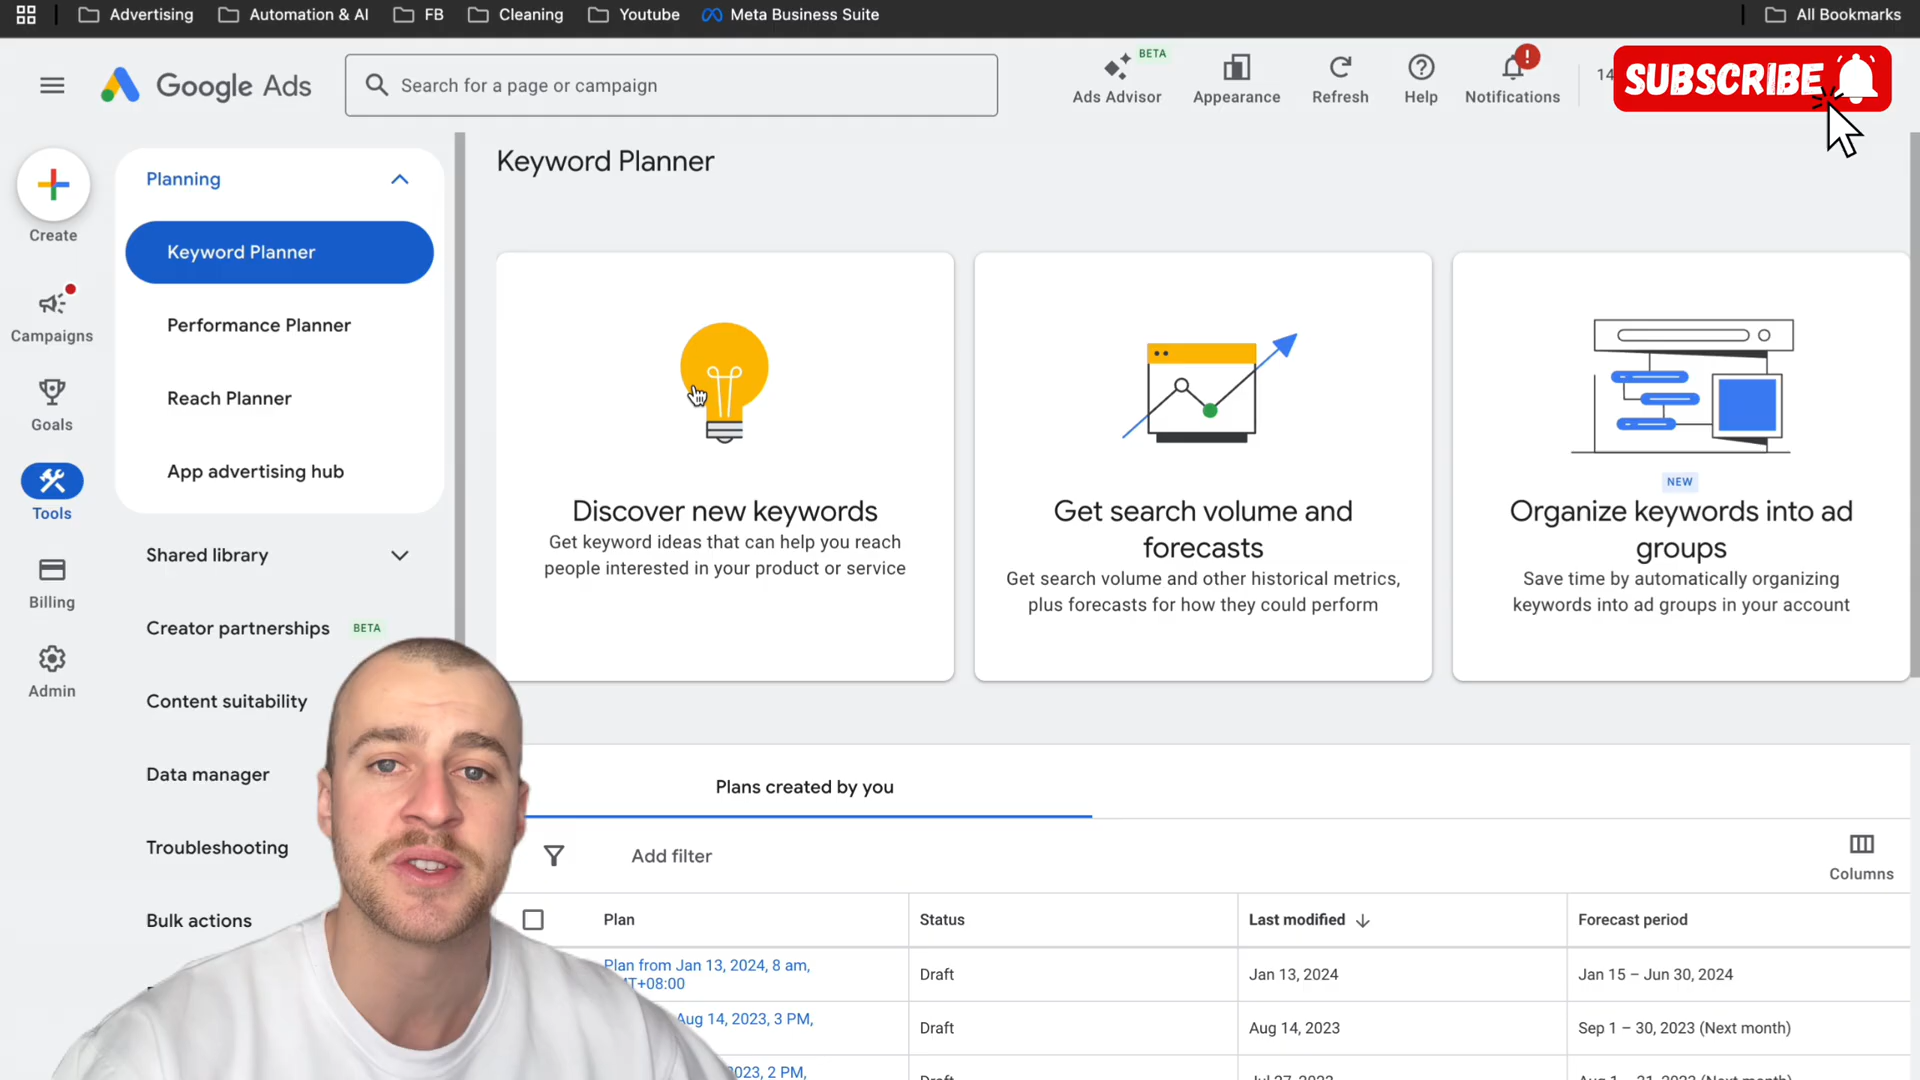 Advertising
Automation & AI
FB
Cleaning
Youtube
Meta Business Suite
All Bookmarks
Google Ads
Search for a page or campaign
Ads Advisor
BETA
Appearance
Refresh
Help
!
Notifications
14
SUBSCRIBE
Create
Campaigns
Goals
Tools
Billing
Admin
Planning
Keyword Planner
Performance Planner
Reach Planner
App advertising hub
Shared library
Creator partnerships BETA
Content suitability
Data manager
Troubleshooting
Bulk actions
Keyword Planner
Discover new keywords
Get keyword ideas that can help you reach
people interested in your product or service
Get search volume and
forecasts
Get search volume and other historical metrics,
plus forecasts for how they could perform
NEW
Organize keywords into ad
groups
Save time by automatically organizing
keywords into ad groups in your account
Plans created by you
Add filter
Columns
Plan
Status
Last modified
Forecast period
Plan from Jan 13, 2024, 8 am,
T+08:00
Draft
Jan 13, 2024
Jan 15 – Jun 30, 2024
Aug 14, 2023, 3 PM,
Draft
Aug 14, 2023
Sep 1 – 30, 2023 (Next month)
2023, 2 PM,